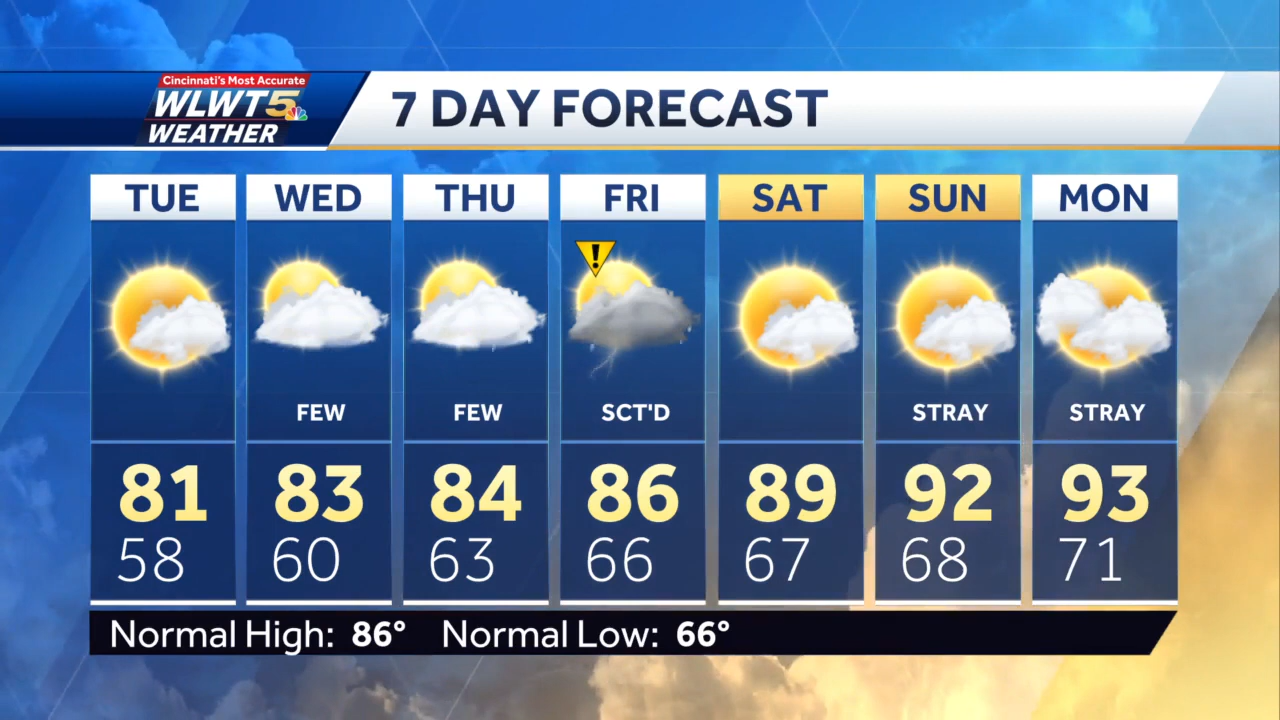 Cincinnati's Most Accurate
WLWT5
WEATHER
7 DAY FORECAST
TUE WED THU FRI SAT SUN MON
!
FEW FEW SCT'D STRAY STRAY
81 83 84 86 89 92 93
58 60 63 66 67 68 71
Normal High: 86° Normal Low: 66°